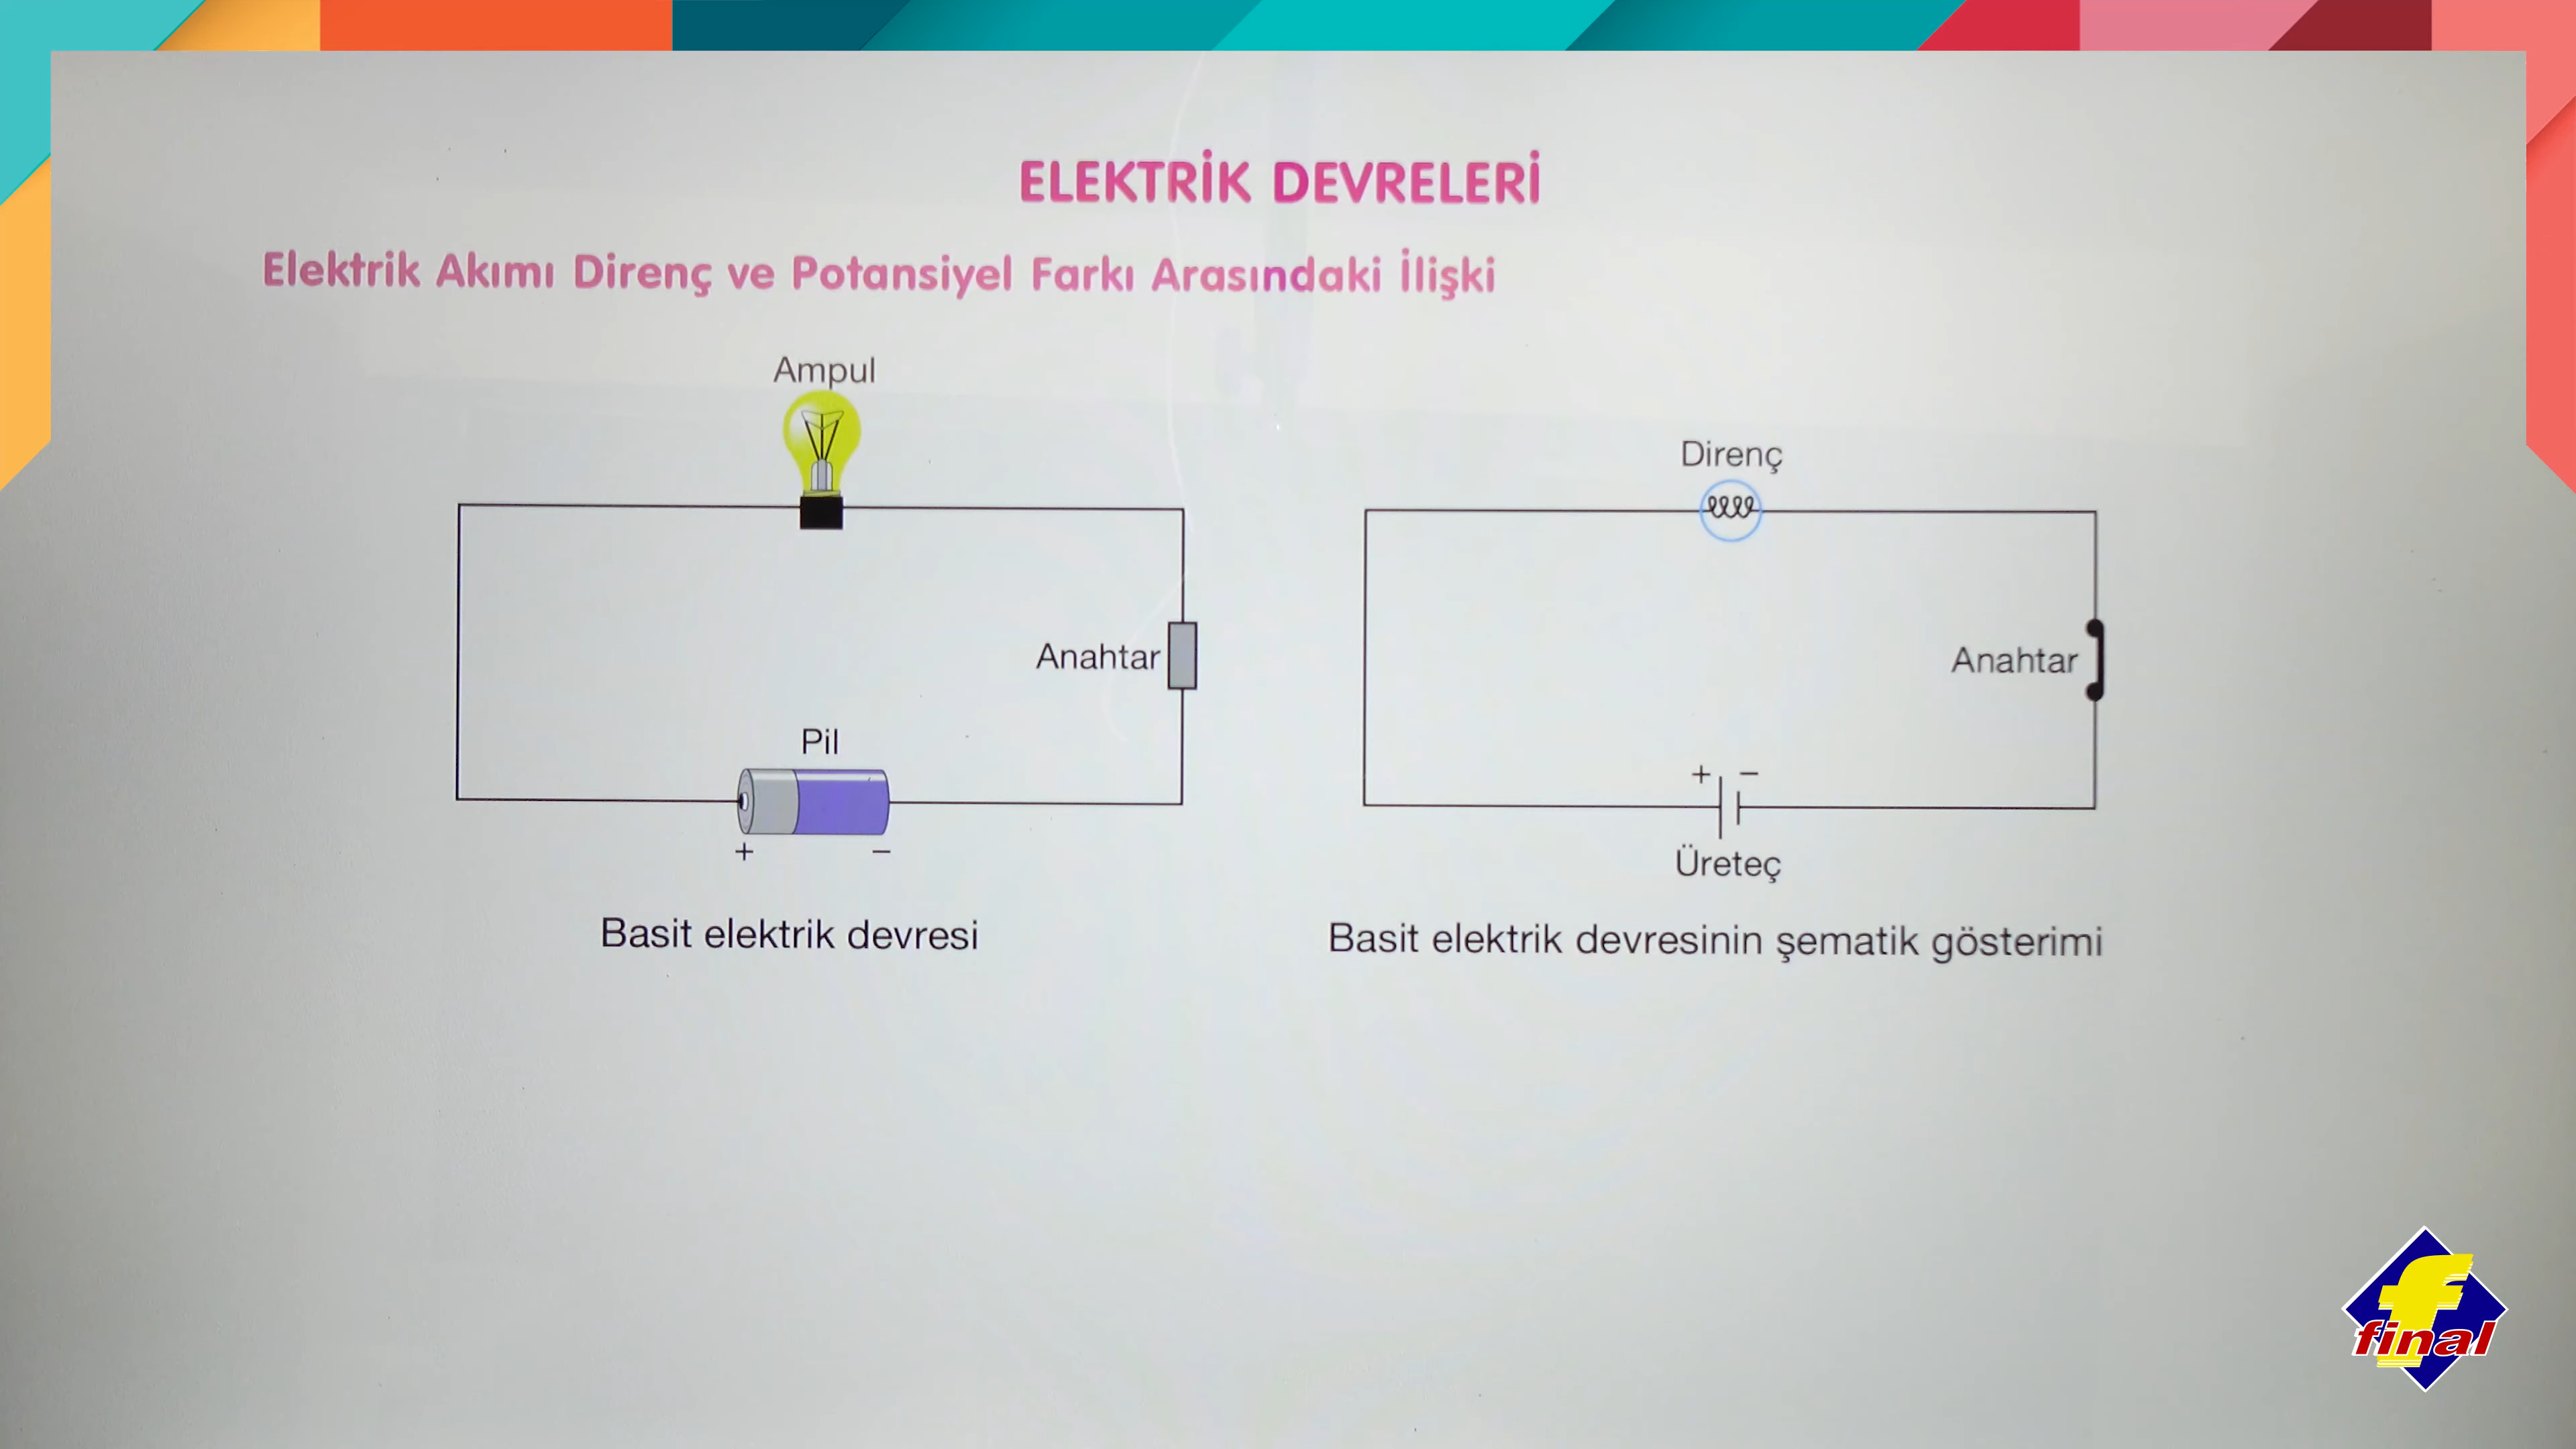 ELEKTRİK DEVRELERİ
Elektrik Akımı Direnç ve Potansiyel Farkı Arasındaki İlişki
Ampul
Anahtar
Pil
+ −
Basit elektrik devresi
Direnç
Anahtar
+ −
Üreteç
Basit elektrik devresinin şematik gösterimi
f
final